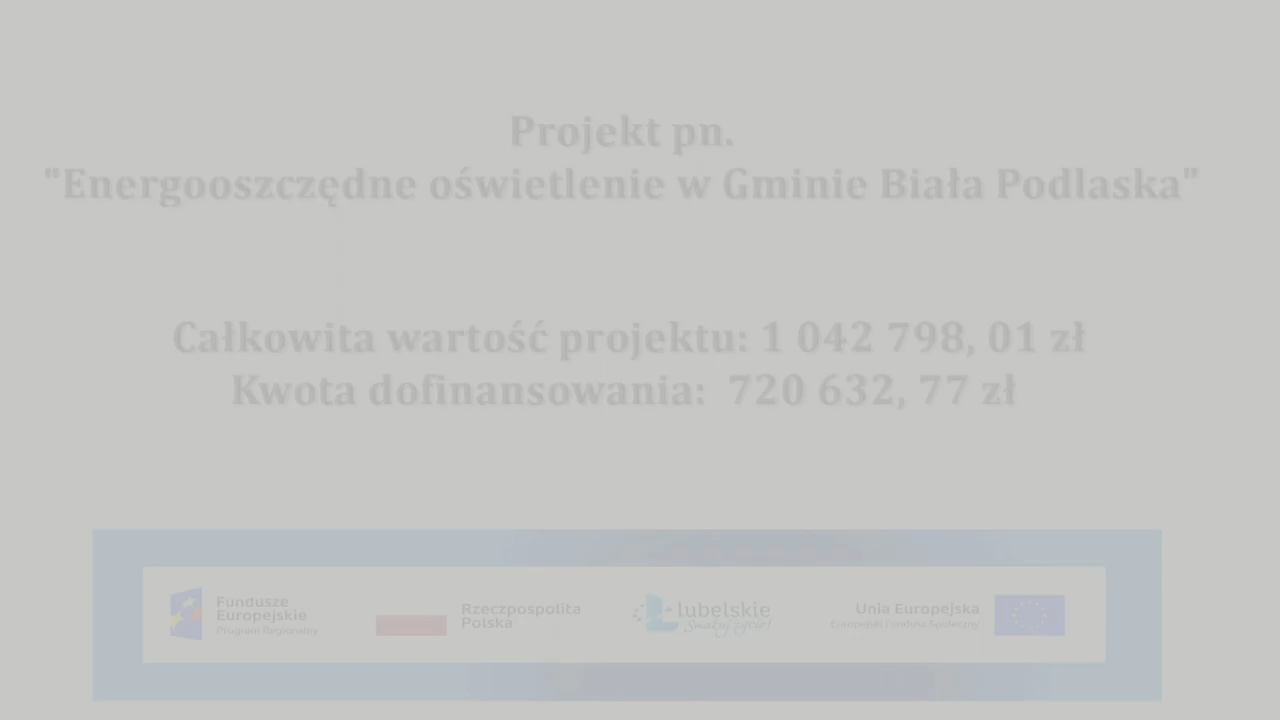 Projekt pn.
"Energooszczędne oświetlenie w Gminie Biała Podlaska"
Całkowita wartość projektu: 1 042 798, 01 zł
Kwota dofinansowania: 720 632, 77 zł
Fundusze
Europejskie
Program Regionalny
Rzeczpospolita
Polska
lubelskie
Smakuj życie!
Unia Europejska
Europejski Fundusz Społeczny